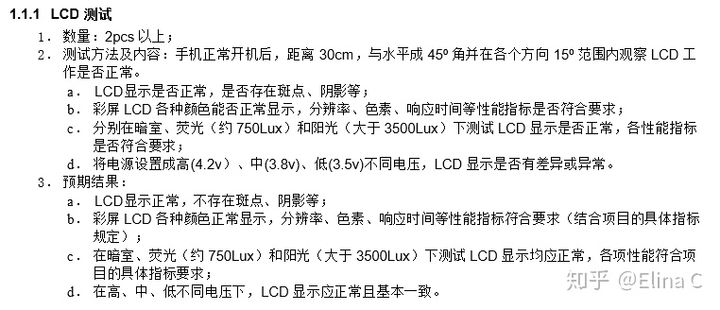 1.1.1 LCD 测试
1. 数量：2pcs 以上；
2. 测试方法及内容：手机正常开机后，距离 30cm，与水平成 45º 角并在各个方向 15º 范围内观察 LCD 工
作是否正常。
a. LCD显示是否正常，是否存在斑点、阴影等；
b. 彩屏 LCD 各种颜色能否正常显示，分辨率、色素、响应时间等性能指标是否符合要求；
c. 分别在暗室、荧光（约 750Lux）和阳光（大于 3500Lux）下测试 LCD 显示是否正常，各性能指标
是否符合要求；
d. 将电源设置成高(4.2v) 、中(3.8v)、低(3.5v)不同电压，LCD 显示是否有差异或异常。
3. 预期结果：
a. LCD显示正常，不存在斑点、阴影等；
b. 彩屏 LCD 各种颜色正常显示，分辨率、色素、响应时间等性能指标符合要求（结合项目的具体指标
规定）；
c. 在暗室、荧光（约 750Lux）和阳光（大于 3500Lux）下测试 LCD 显示均应正常，各项性能符合项
目的具体指标要求；
d. 在高、中、低不同电压下，LCD 显示应正常且基本一致。
知乎 @Elina C